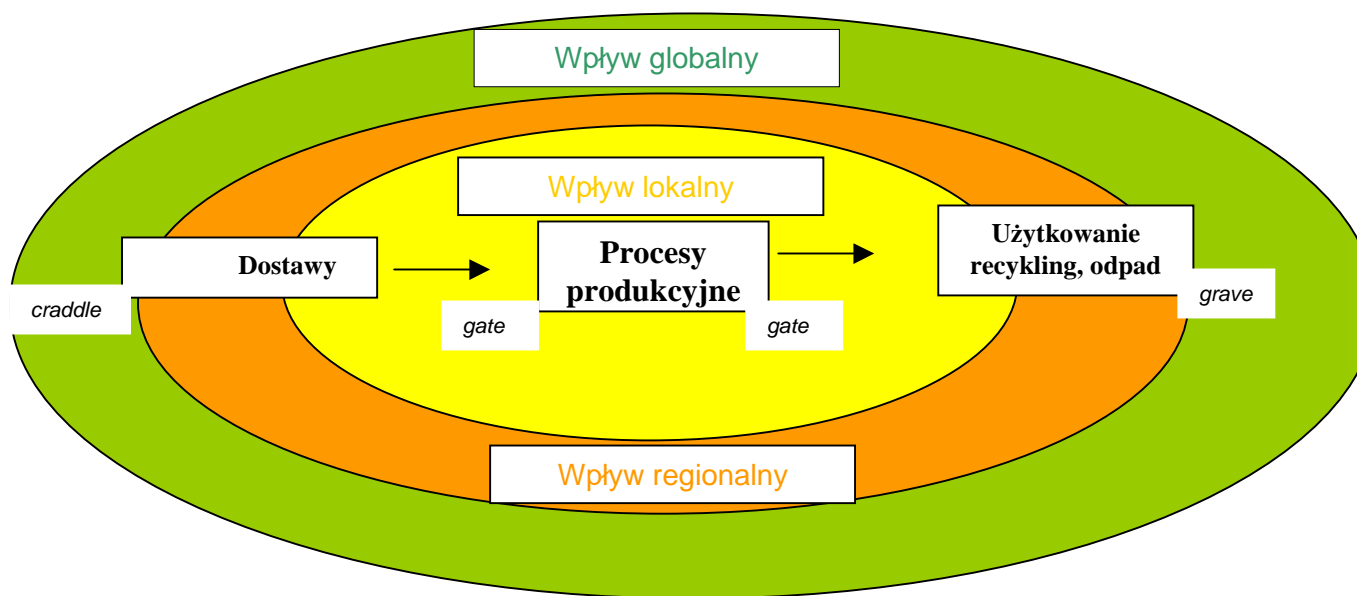 Wpływ globalny
Wpływ lokalny
Dostawy
Procesy
produkcyjne
Użytkowanie
recykling, odpad
craddle
gate
gate
grave
Wpływ regionalny